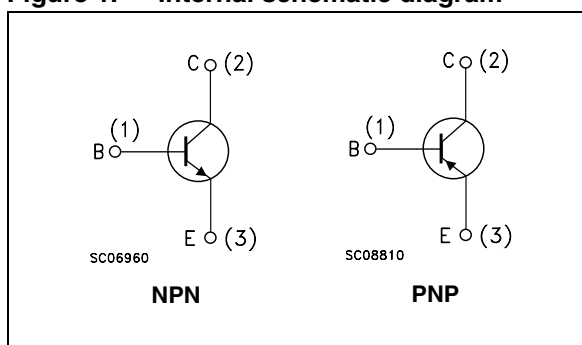 Figure 1. Internal schematic diagram
C (2)
(1)
B
E (3)
SC06960
NPN
C (2)
(1)
B
E (3)
SC08810
PNP